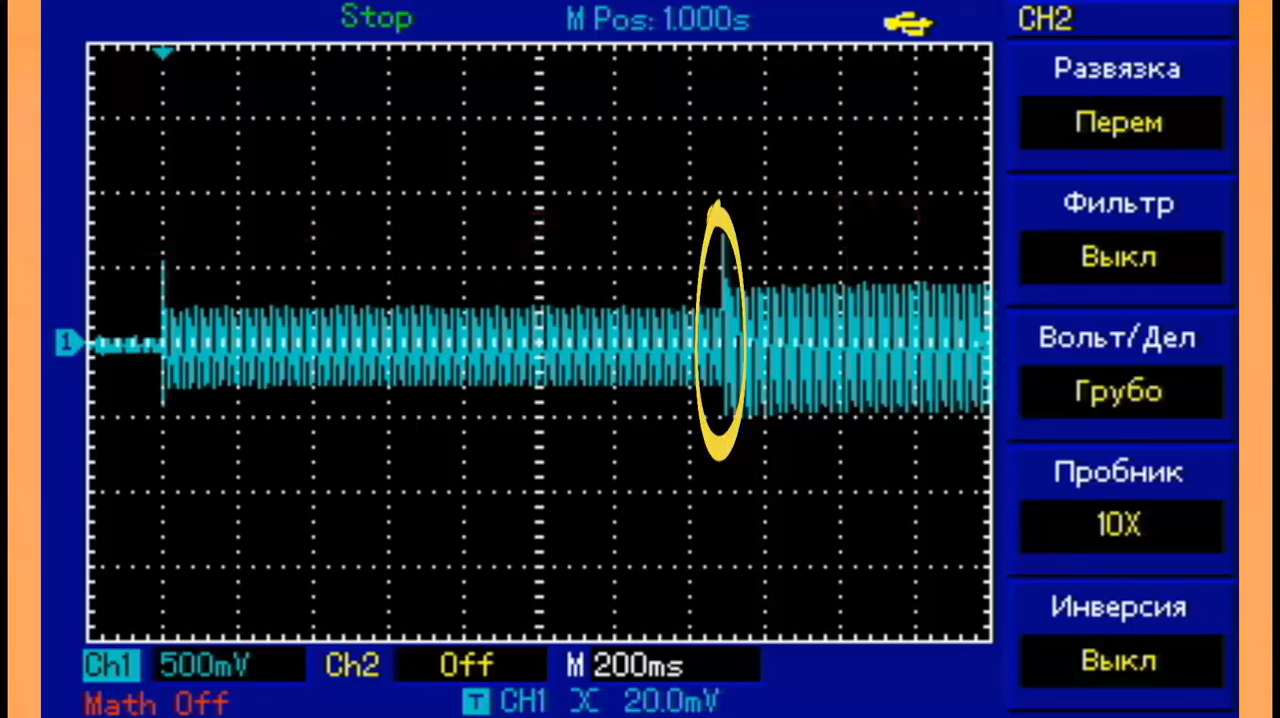 Stop M Pos: 1.000s CH2
Развязка
Перем
Фильтр
Выкл
Вольт/Дел
Грубо
Пробник
10X
Инверсия
Выкл
1
Ch1 500mV Ch2 Off M 200ms
Math Off T CH1 X 20.0mV